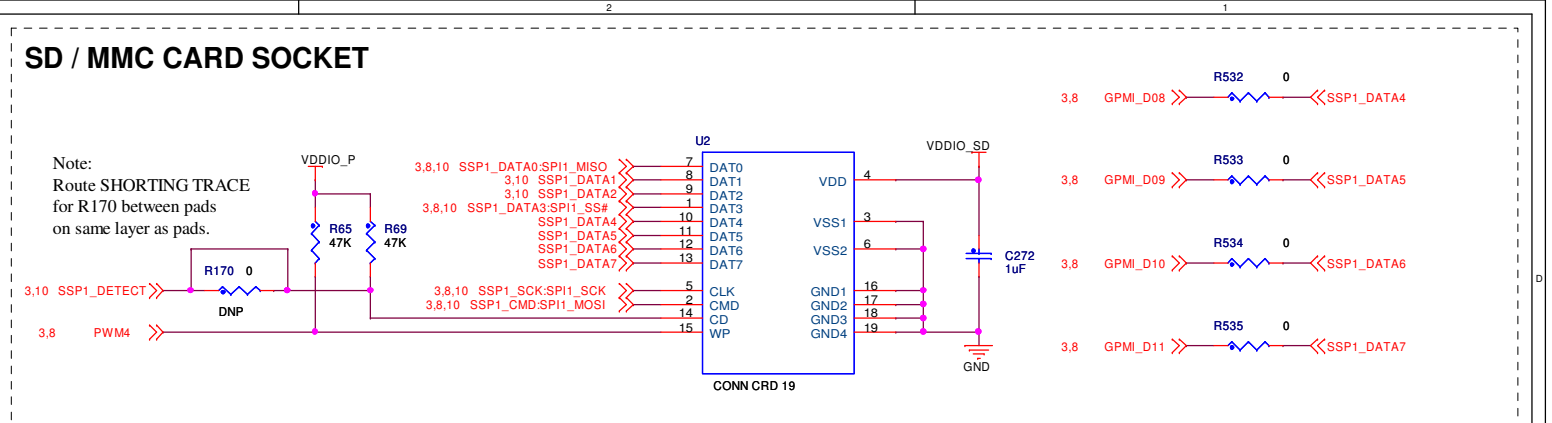 2
1
SD / MMC CARD SOCKET
Note:
Route SHORTING TRACE
for R170 between pads
on same layer as pads.
VDDIO_P
R65
47K
R69
47K
R170 0
DNP
3,10 SSP1_DETECT
3,8 PWM4
3,8,10 SSP1_DATA0:SPI1_MISO
3,10 SSP1_DATA1
3,10 SSP1_DATA2
3,8,10 SSP1_DATA3:SPI1_SS#
SSP1_DATA4
SSP1_DATA5
SSP1_DATA6
SSP1_DATA7
3,8,10 SSP1_SCK:SPI1_SCK
3,8,10 SSP1_CMD:SPI1_MOSI
U2
7 DAT0
8 DAT1
9 DAT2
1 DAT3
10 DAT4
11 DAT5
12 DAT6
13 DAT7
5 CLK
2 CMD
14 CD
15 WP
VDD 4
VSS1 3
VSS2 6
GND1 16
GND2 17
GND3 18
GND4 19
CONN CRD 19
VDDIO_SD
C272
1uF
GND
R532 0
3,8 GPMI_D08 SSP1_DATA4
R533 0
3,8 GPMI_D09 SSP1_DATA5
R534 0
3,8 GPMI_D10 SSP1_DATA6
R535 0
3,8 GPMI_D11 SSP1_DATA7
D